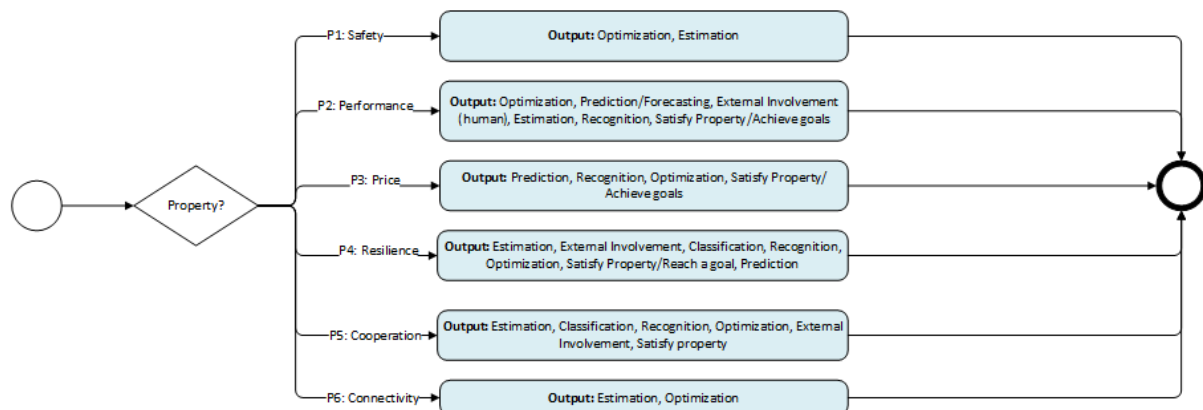 P1: Safety
Output: Optimization, Estimation
P2: Performance
Output: Optimization, Prediction/Forecasting, External Involvement
(human), Estimation, Recognition, Satisfy Property/Achieve goals
P3: Price
Output: Prediction, Recognition, Optimization, Satisfy Property/
Achieve goals
Property?
P4: Resilience
Output: Estimation, External Involvement, Classification, Recognition,
Optimization, Satisfy Property/Reach a goal, Prediction
P5: Cooperation
Output: Estimation, Classification, Recognition, Optimization, External
Involvement, Satisfy property
P6: Connectivity
Output: Estimation, Optimization